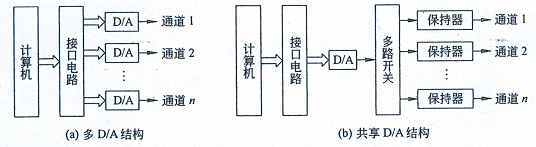 计算机
接口电路
D/A
通道 1
D/A
通道 2
⋮
D/A
通道 n
(a) 多 D/A 结构
计算机
接口电路
D/A
多路开关
保持器
通道 1
保持器
通道 2
⋮
保持器
通道 n
(b) 共享 D/A 结构